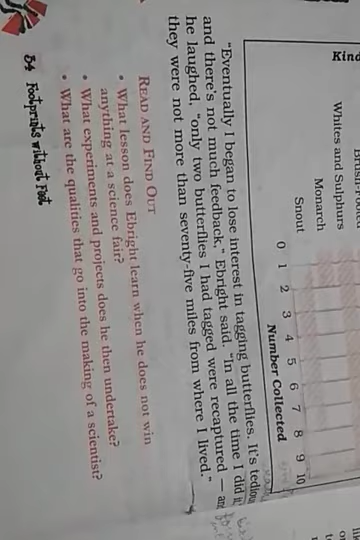 Kind
Whites and Sulphurs
Monarch
Snout
0 1 2 3 4 5 6 7 8 9 10
Number Collected
"Eventually I began to lose interest in tagging butterflies. It's tedious
and there's not much feedback," Ebright said. "In all the time I did it,"
he laughed, "only two butterflies I had tagged were recaptured — and
they were not more than seventy-five miles from where I lived."
READ AND FIND OUT
• What lesson does Ebright learn when he does not win
anything at a science fair?
• What experiments and projects does he then undertake?
• What are the qualities that go into the making of a scientist?
34 Footprints without Feet